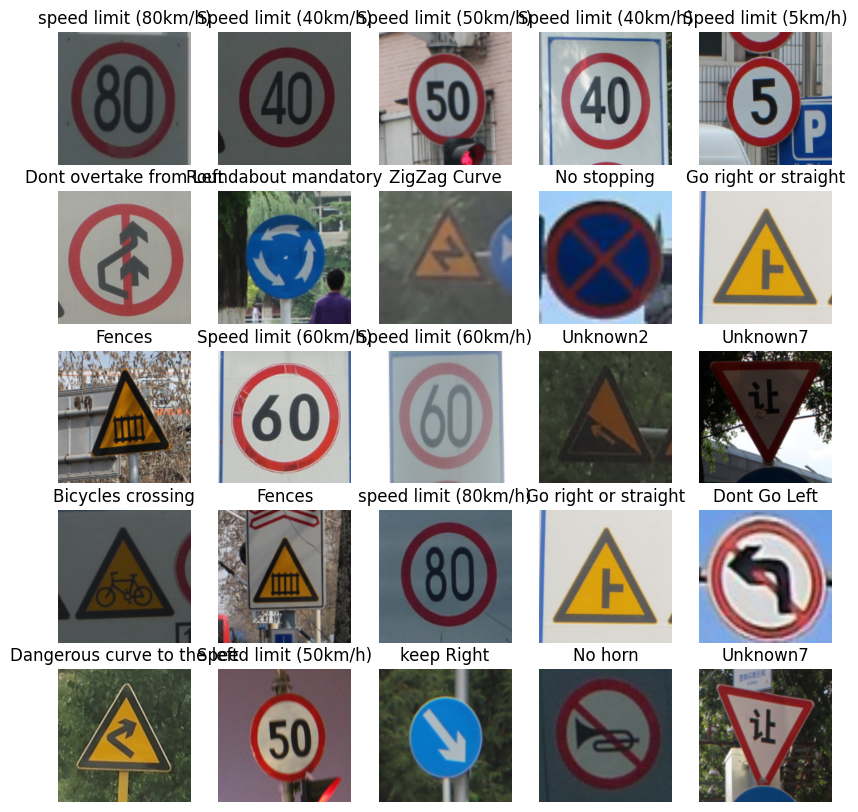 speed limit (80km/h)
Speed limit (40km/h)
Speed limit (50km/h)
Speed limit (40km/h)
Speed limit (5km/h)
80
40
50
40
5
P
Dont overtake from Left
Roundabout mandatory
ZigZag Curve
No stopping
Go right or straight
Fences
Speed limit (60km/h)
Speed limit (60km/h)
Unknown2
Unknown7
60
60
让
Bicycles crossing
Fences
speed limit (80km/h)
Go right or straight
Dont Go Left
80
Dangerous curve to the left
Speed limit (50km/h)
keep Right
No horn
Unknown7
50
让